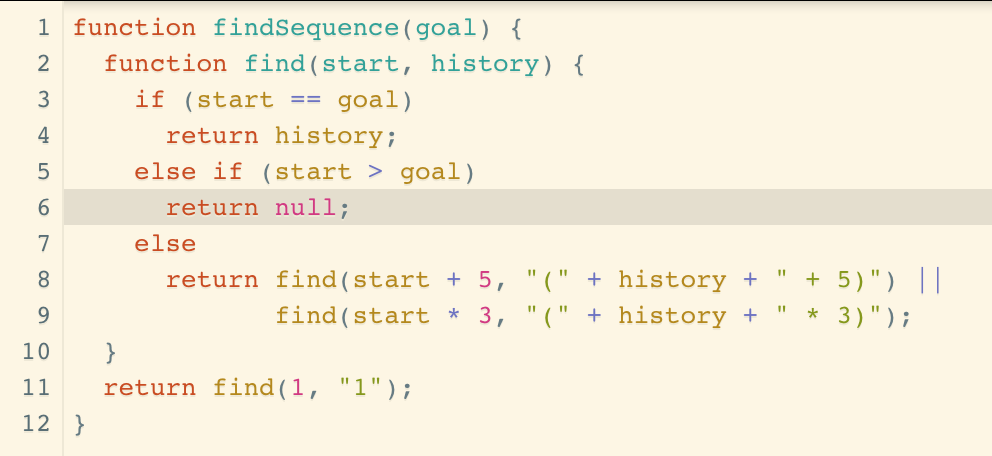 1 function findSequence(goal) {
2   function find(start, history) {
3     if (start == goal)
4       return history;
5     else if (start > goal)
6       return null;
7     else
8       return find(start + 5, "(" + history + " + 5)") ||
9              find(start * 3, "(" + history + " * 3)");
10   }
11   return find(1, "1");
12 }